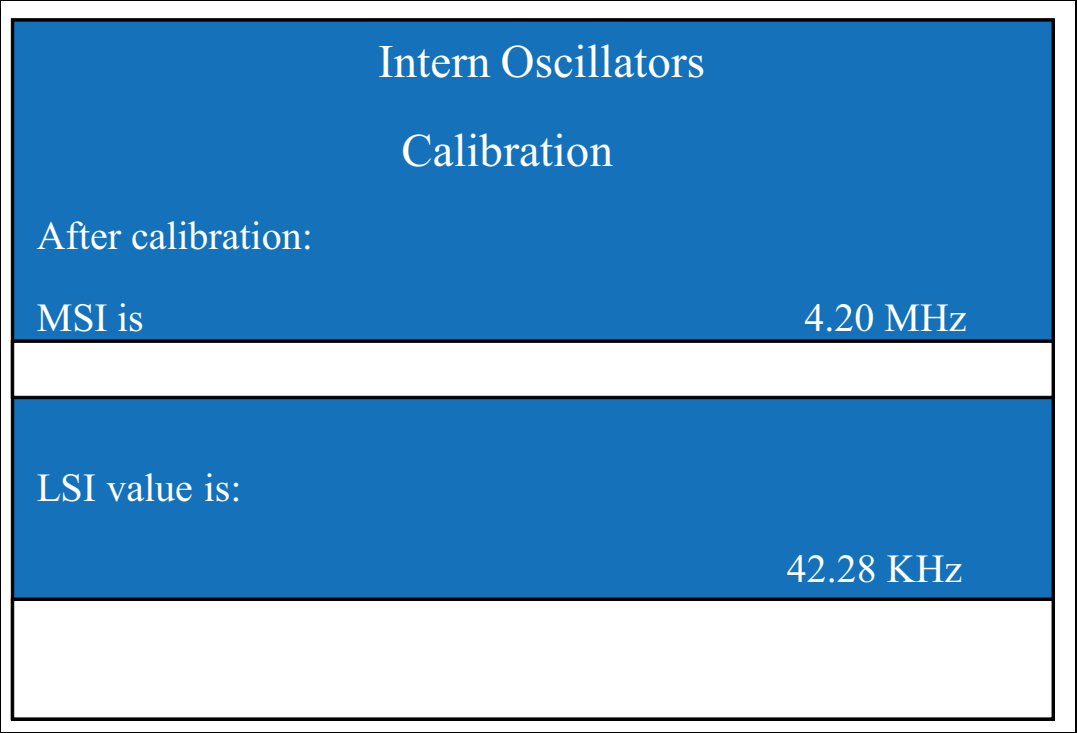 Intern Oscillators
Calibration
After calibration:
MSI is 4.20 MHz
LSI value is:
42.28 KHz